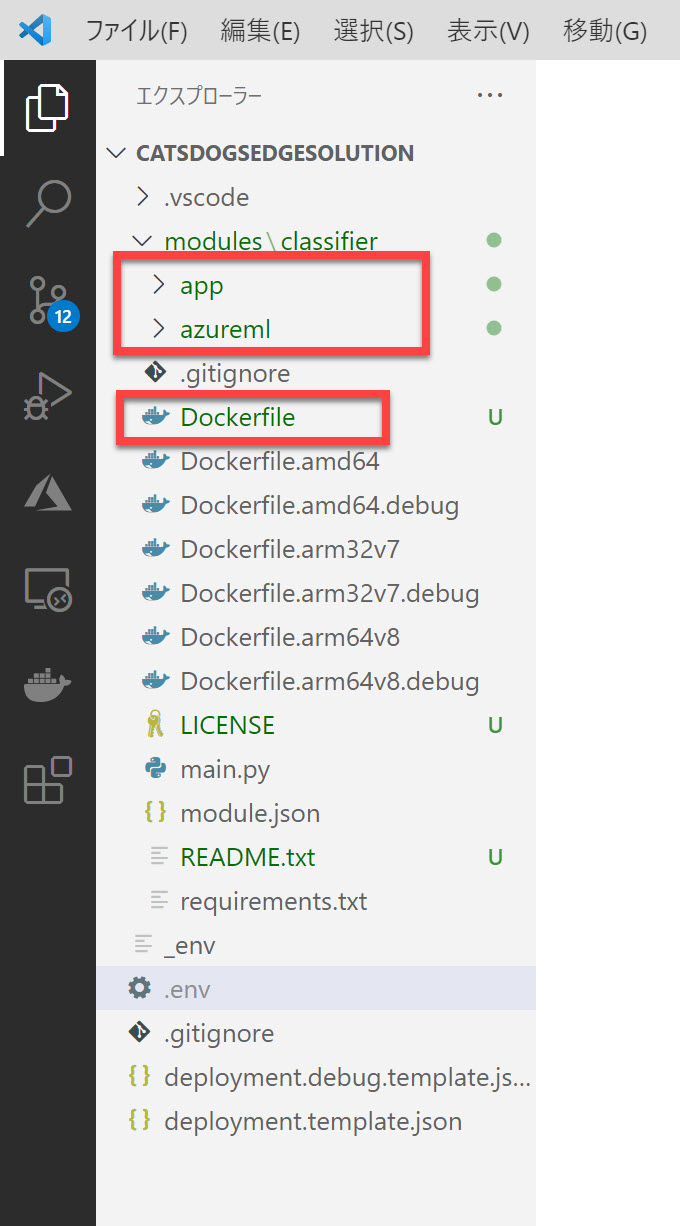 ファイル(F) 編集(E) 選択(S) 表示(V) 移動(G)
エクスプローラー ...
CATSDOGSEDGESOLUTION
.vscode
modules\classifier
app
azureml
12
.gitignore
Dockerfile U
Dockerfile.amd64
Dockerfile.amd64.debug
Dockerfile.arm32v7
Dockerfile.arm32v7.debug
Dockerfile.arm64v8
Dockerfile.arm64v8.debug
LICENSE U
main.py
{} module.json
README.txt U
requirements.txt
_env
.env
.gitignore
{} deployment.debug.template.js...
{} deployment.template.json